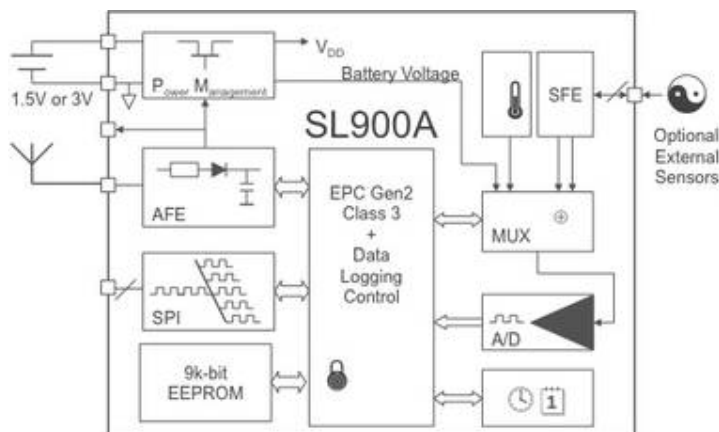 V_DD
Battery Voltage
Power Management
1.5V or 3V
SL900A
SFE
Optional
External
Sensors
AFE
EPC Gen2
Class 3
+
Data
Logging
Control
MUX
SPI
A/D
9k-bit
EEPROM
1